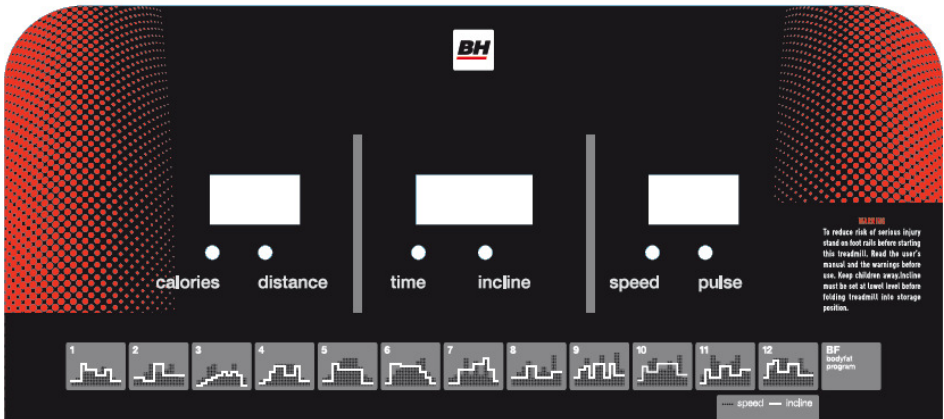 BH
WARNING
To reduce risk of serious injury
stand on foot rails before starting
this treadmill. Read the user's
manual and the warnings before
use. Keep children away.Incline
must be set at lowel level before
folding treadmill into storage
position.
calories distance time incline speed pulse
1 2 3 4 5 6 7 8 9 10 11 12 BF
bodyfat
program
speed incline